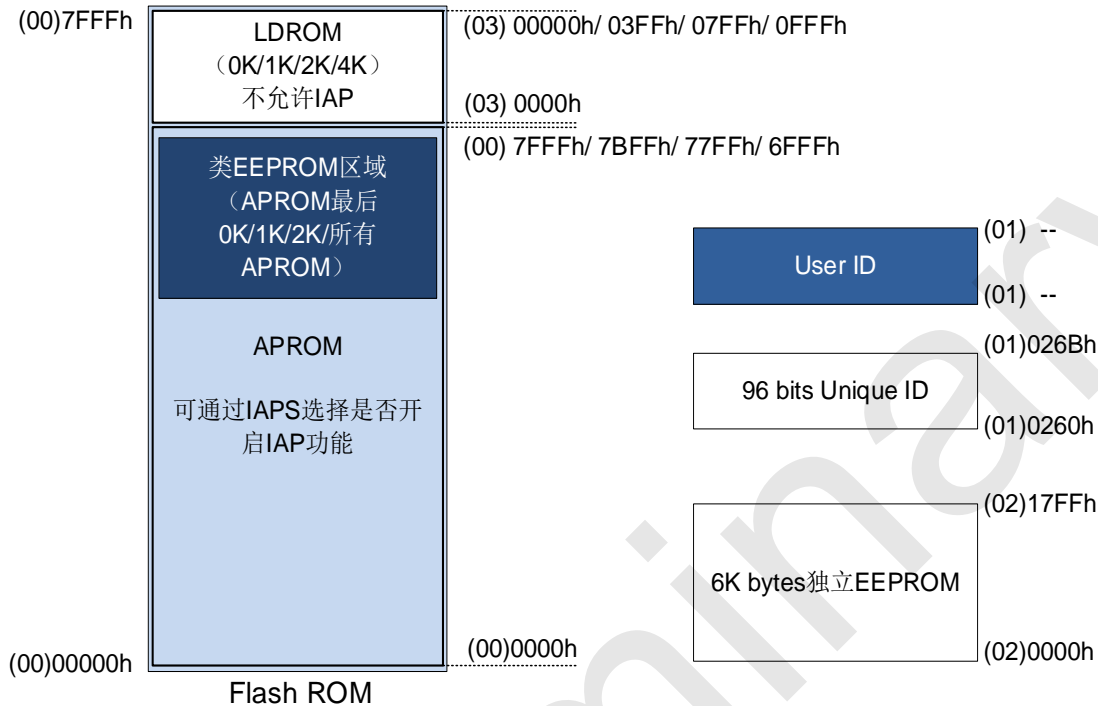 (00)7FFFh
LDROM
（0K/1K/2K/4K）
不允许IAP
(03) 00000h/ 03FFh/ 07FFh/ 0FFFh
(03) 0000h
(00) 7FFFh/ 7BFFh/ 77FFh/ 6FFFh
类EEPROM区域
（APROM最后
0K/1K/2K/所有
APROM）
APROM
可通过IAPS选择是否开
启IAP功能
(00)00000h
(00)0000h
Flash ROM
(01) --
User ID
(01) --
(01)026Bh
96 bits Unique ID
(01)0260h
(02)17FFh
6K bytes独立EEPROM
(02)0000h
minary